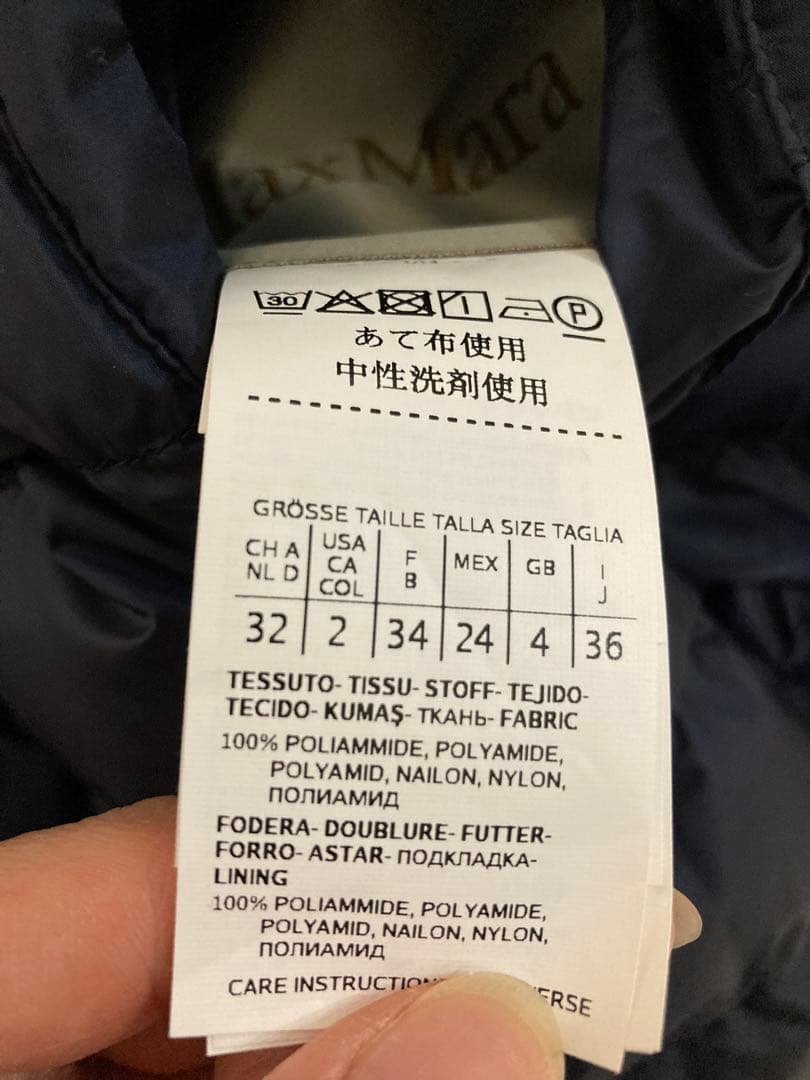 axMara
30 P
あて布使用
中性洗剤使用
GRÖSSE TAILLE TALLA SIZE TAGLIA
CH A NL D USA CA COL F B MEX GB I J
32 2 34 24 4 36
TESSUTO- TISSU- STOFF- TEJIDO-
TECIDO- KUMAŞ- ТКАНЬ- FABRIC
100% POLIAMMIDE, POLYAMIDE,
POLYAMID, NAILON, NYLON,
ПОЛИАМИД
FODERA- DOUBLURE- FUTTER-
FORRO- ASTAR- ПОДКЛАДКА-
LINING
100% POLIAMMIDE, POLYAMIDE,
POLYAMID, NAILON, NYLON,
ПОЛИАМИД
CARE